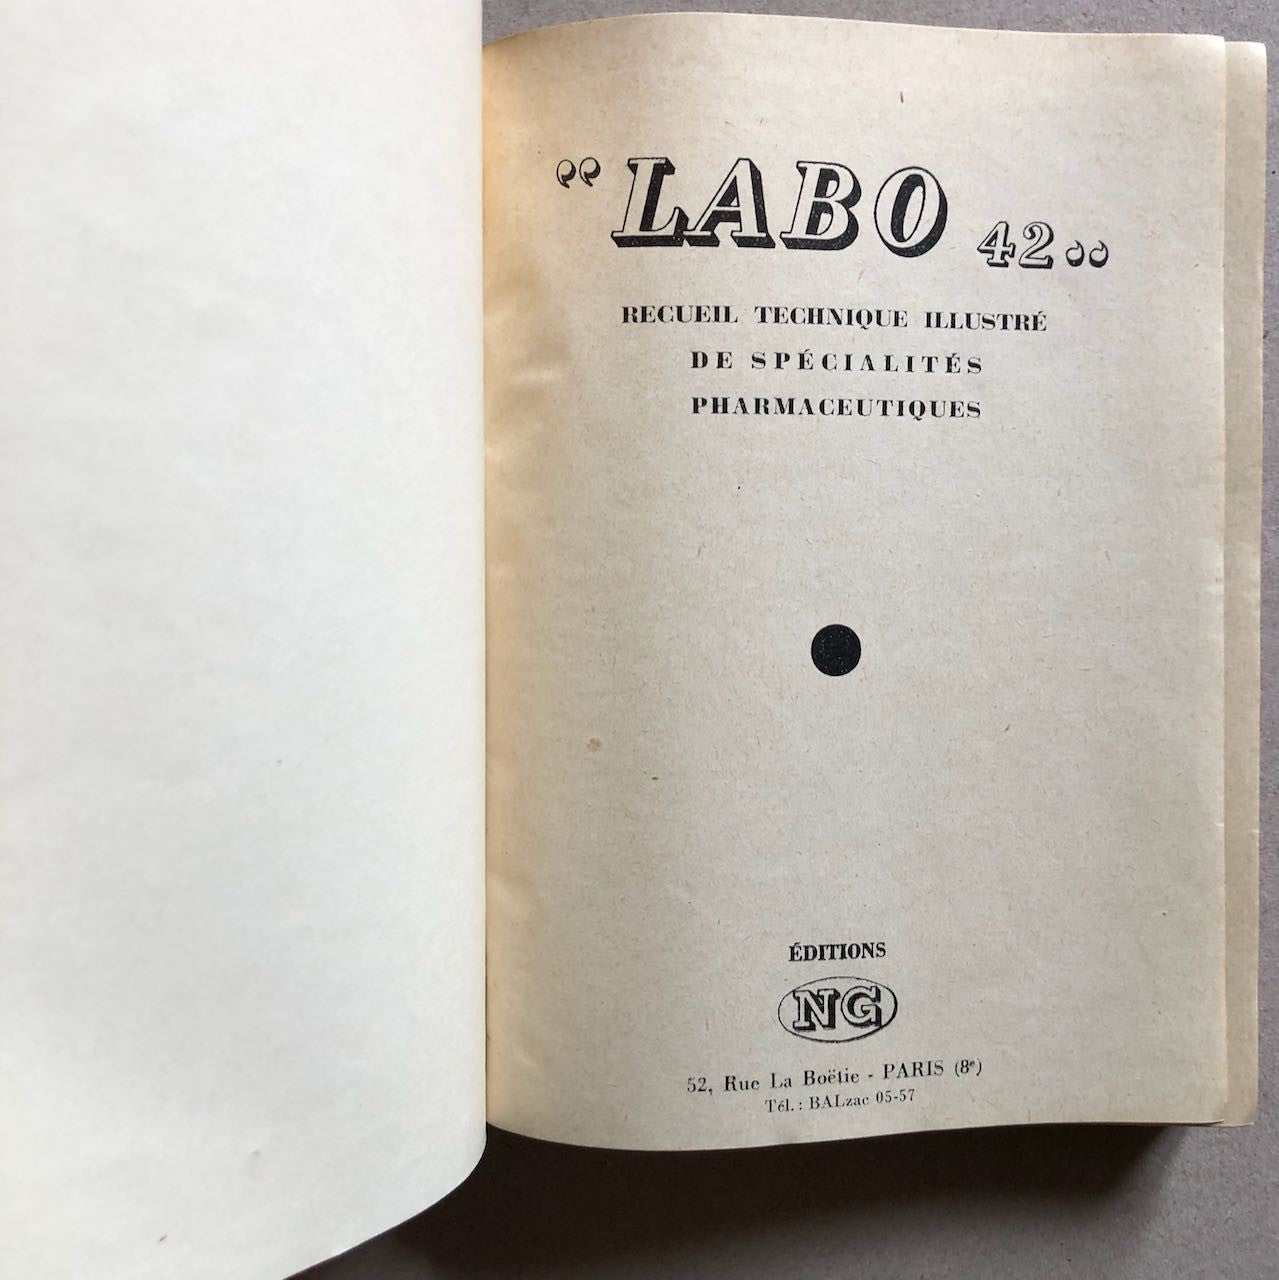 “LABO 42”
RECUEIL TECHNIQUE ILLUSTRÉ
DE SPÉCIALITÉS
PHARMACEUTIQUES
ÉDITIONS
NG
52, Rue La Boëtie - PARIS (8e)
Tél. : BALzac 05-57